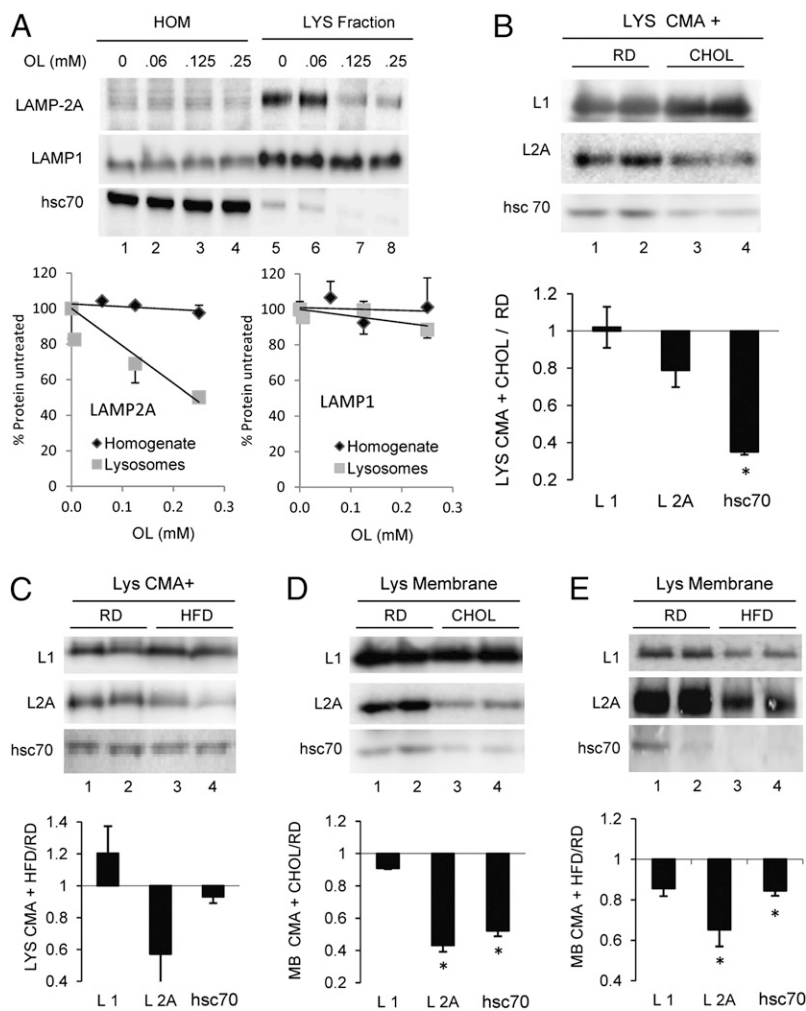 A
HOM LYS Fraction
OL (mM) 0 .06 .125 .25 0 .06 .125 .25
LAMP-2A
LAMP1
hsc70
1 2 3 4 5 6 7 8
% Protein untreated
120
100
80
60
40
20
0
LAMP2A
Homogenate
Lysosomes
0.0 0.1 0.2 0.3
OL (mM)
% Protein untreated
120
100
80
60
40
20
0
LAMP1
Homogenate
Lysosomes
0.0 0.1 0.2 0.3
OL (mM)
B
LYS CMA +
RD CHOL
L1
L2A
hsc 70
1 2 3 4
LYS CMA + CHOL / RD
1.2
1
0.8
0.6
0.4
0.2
*
L 1 L 2A hsc70
C
Lys CMA+
RD HFD
L1
L2A
hsc70
1 2 3 4
LYS CMA + HFD/RD
1.4
1.2
1
0.8
0.6
0.4
L 1 L 2A hsc70
D
Lys Membrane
RD CHOL
L1
L2A
hsc70
1 2 3 4
MB CMA + CHOL/RD
1.2
1
0.8
0.6
0.4
0.2
* *
L 1 L 2A hsc70
E
Lys Membrane
RD HFD
L1
L2A
hsc70
1 2 3 4
MB CMA + HFD/RD
1.2
1
0.8
0.6
0.4
* *
L 1 L 2A hsc70